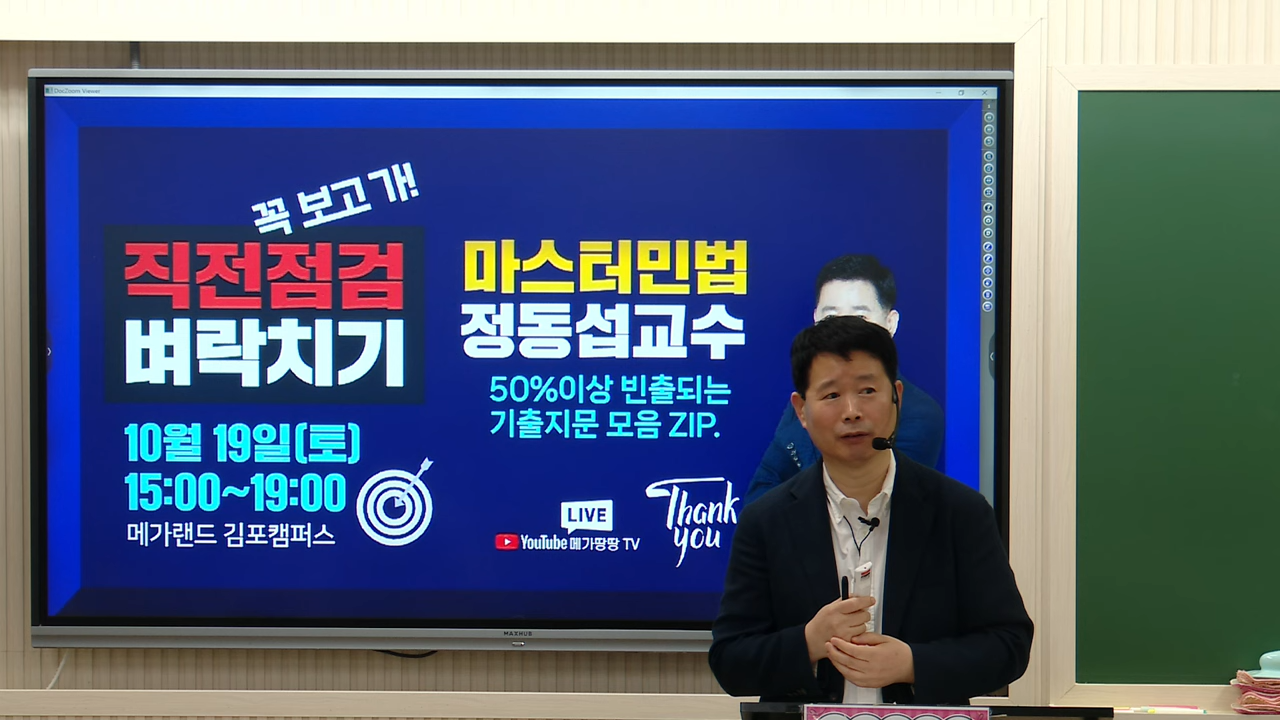 DocZoom Viewer
꼭 보고 가!
직전점검
벼락치기
10월 19일(토)
15:00~19:00
메가랜드 김포캠퍼스
마스터민법
정동섭교수
50%이상 빈출되는
기출지문 모음 ZIP.
LIVE
YouTube 메가땅땅 TV
Thank
you
MAXHUB